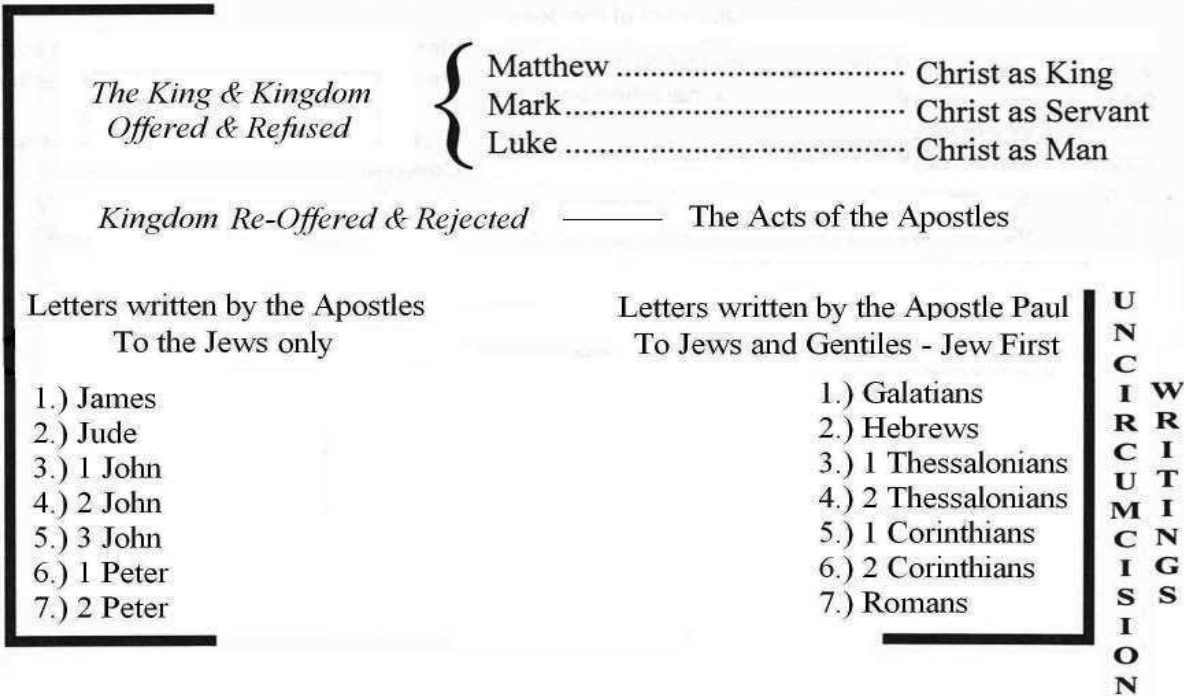 The King & Kingdom
Offered & Refused
Matthew ................................ Christ as King
Mark...................................... Christ as Servant
Luke ...................................... Christ as Man
Kingdom Re-Offered & Rejected
The Acts of the Apostles
Letters written by the Apostles
To the Jews only
1.) James
2.) Jude
3.) 1 John
4.) 2 John
5.) 3 John
6.) 1 Peter
7.) 2 Peter
Letters written by the Apostle Paul
To Jews and Gentiles - Jew First
1.) Galatians
2.) Hebrews
3.) 1 Thessalonians
4.) 2 Thessalonians
5.) 1 Corinthians
6.) 2 Corinthians
7.) Romans
UNCIRCUMCISION
WRITINGS